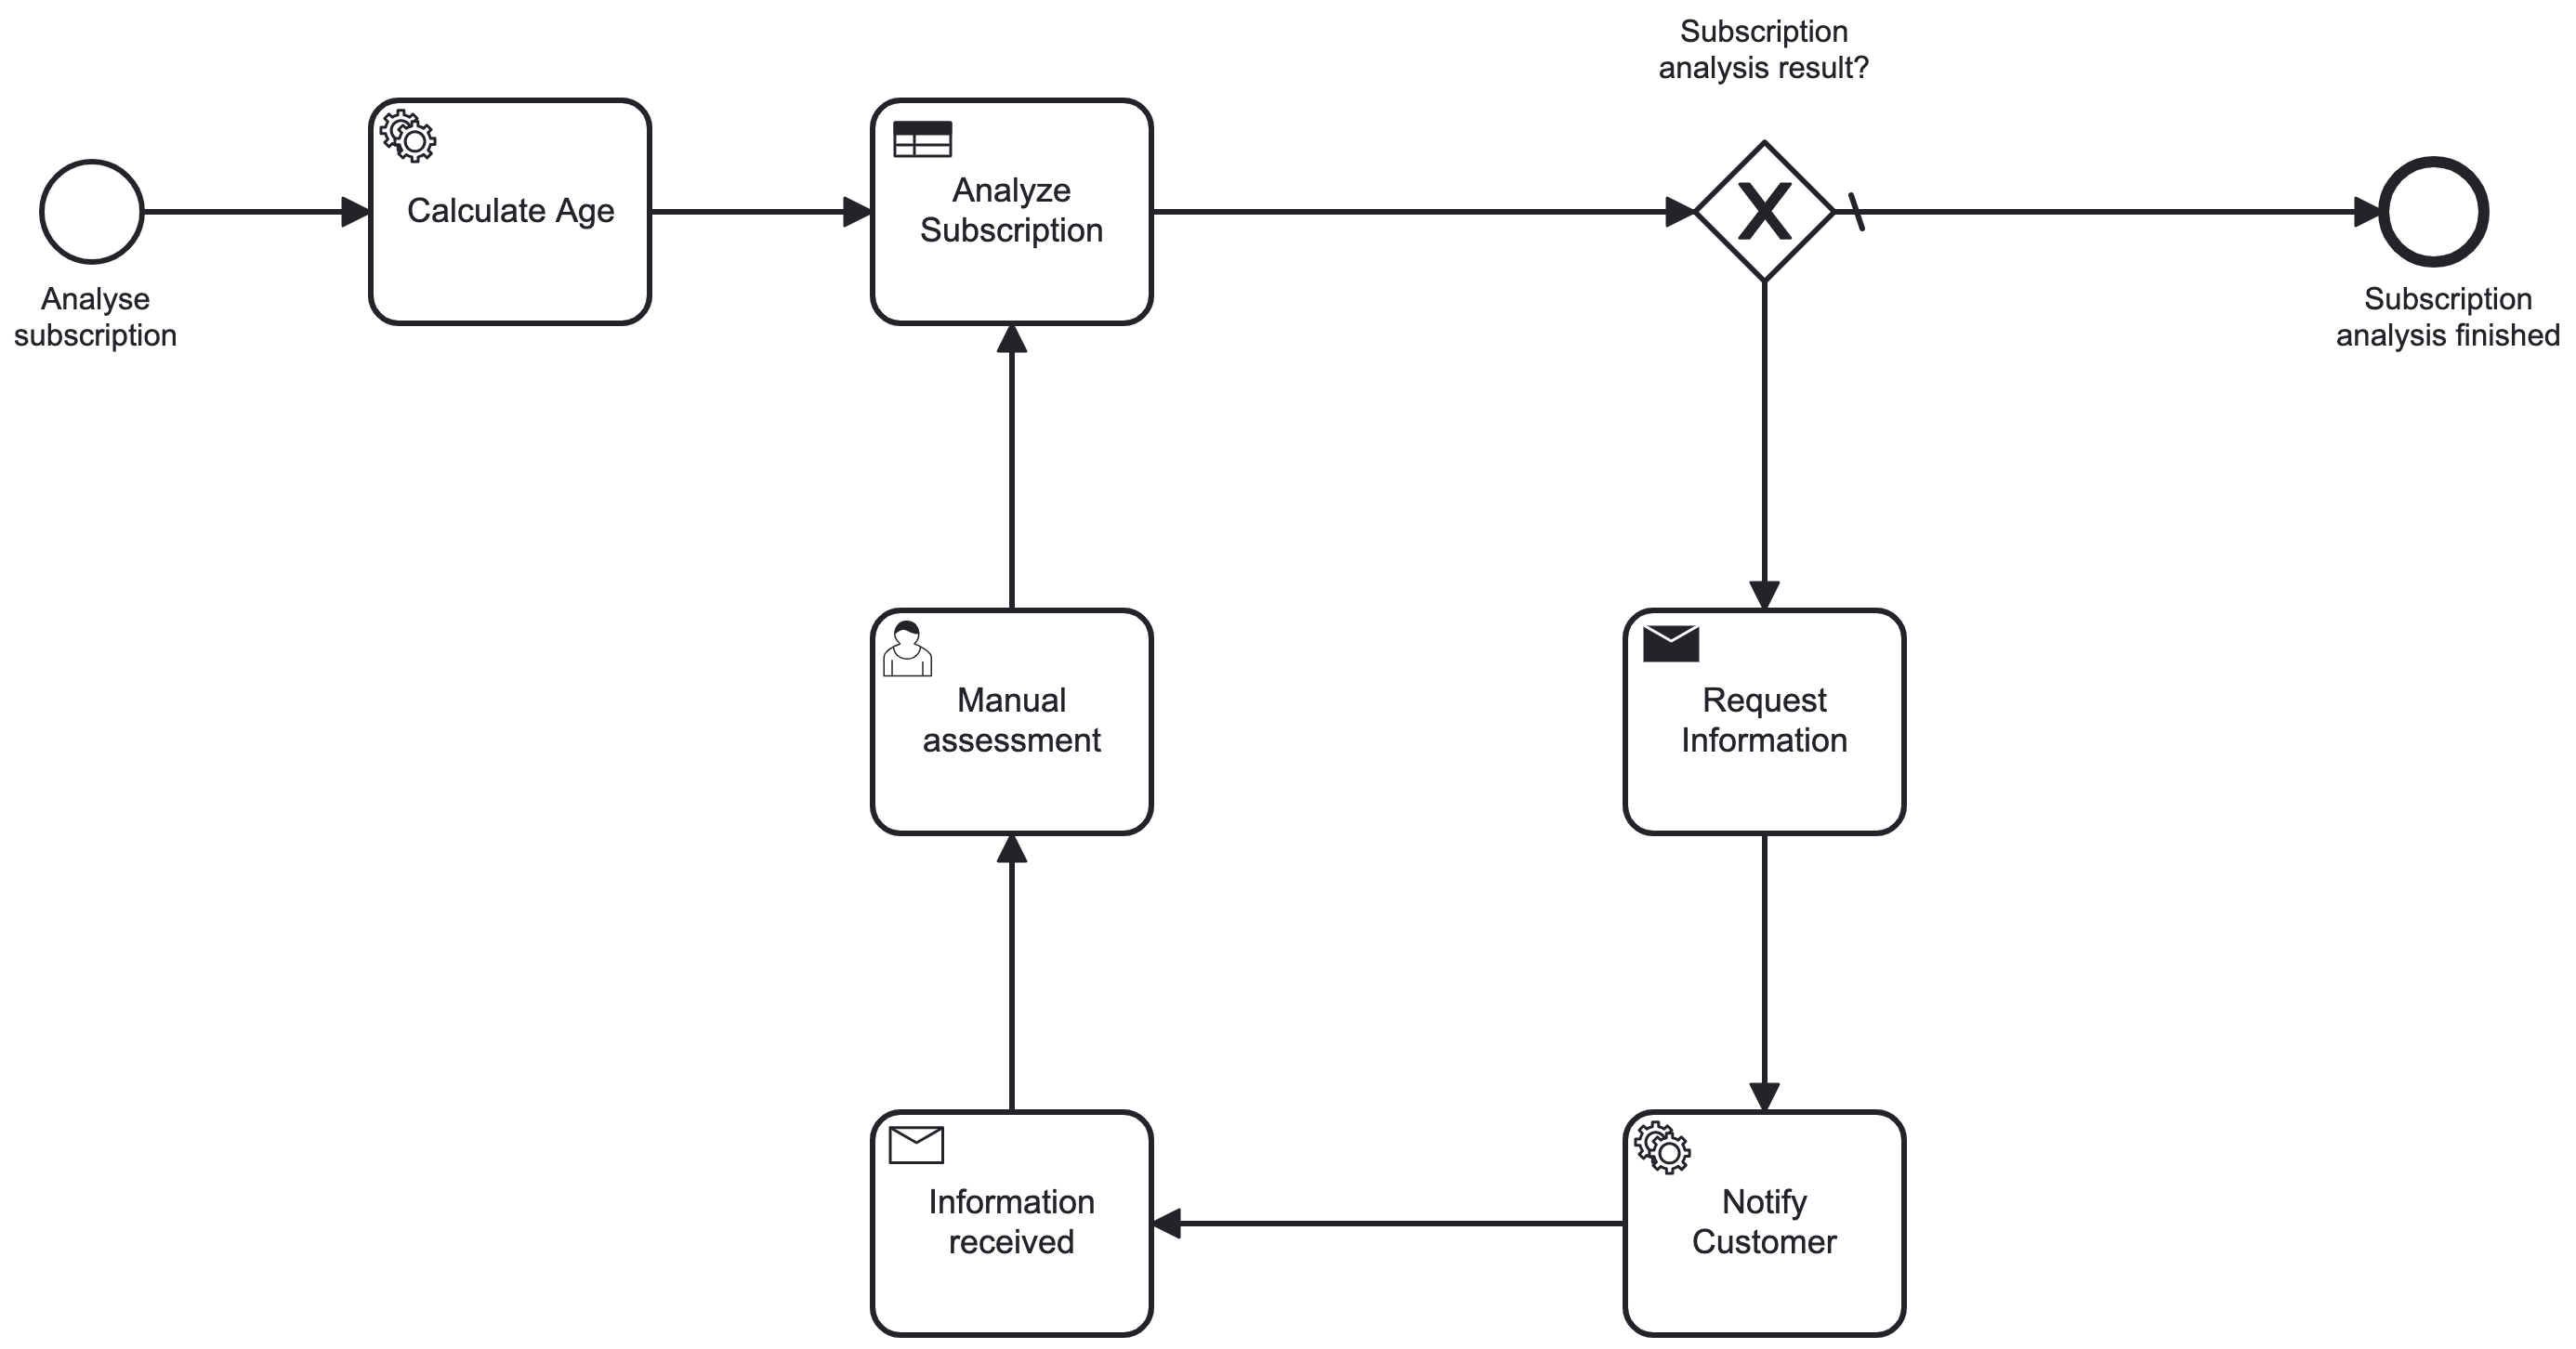 Subscription
analysis result?
Calculate Age
Analyze
Subscription
Analyse
subscription
Subscription
analysis finished
Manual
assessment
Request
Information
Information
received
Notify
Customer